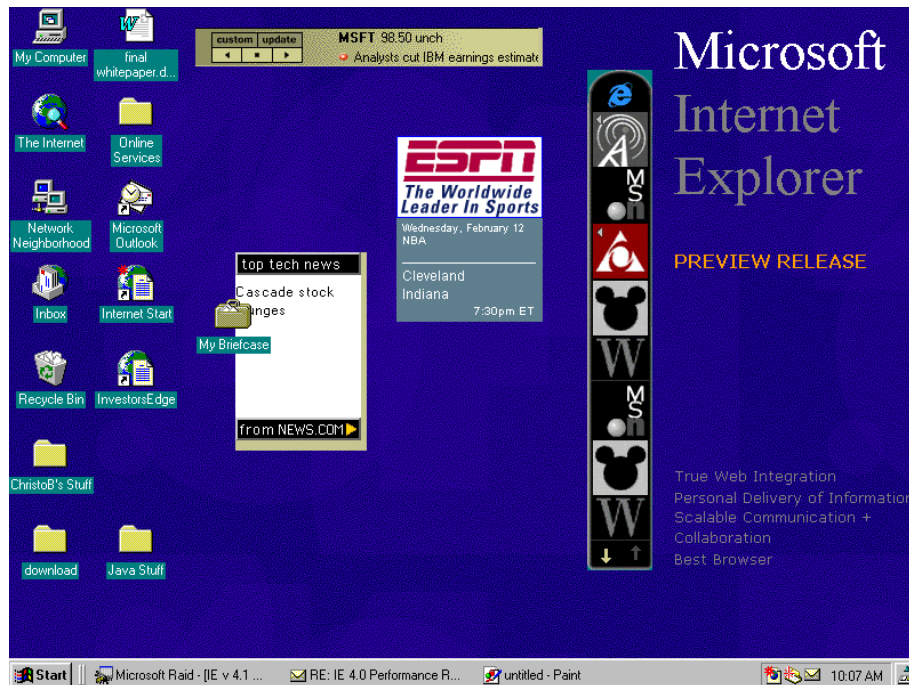 My Computer
final
whitepaper.d...
The Internet
Online
Services
Network
Neighborhood
Microsoft
Outlook
Inbox
Internet Start
Recycle Bin
InvestorsEdge
ChristoB's Stuff
download
Java Stuff
custom update
MSFT 98.50 unch
Analysts cut IBM earnings estimate
ESPN
The Worldwide
Leader In Sports
Wednesday, February 12
NBA
Cleveland
Indiana
7:30pm ET
top tech news
Cascade stock
My Briefcase
from NEWS.COM
A
MS
n
W
MS
n
W
Microsoft
Internet
Explorer
PREVIEW RELEASE
True Web Integration
Personal Delivery of Information
Scalable Communication +
Collaboration
Best Browser
Start
Microsoft Raid - [IE v 4.1 ...
RE: IE 4.0 Performance R...
untitled - Paint
10:07 AM